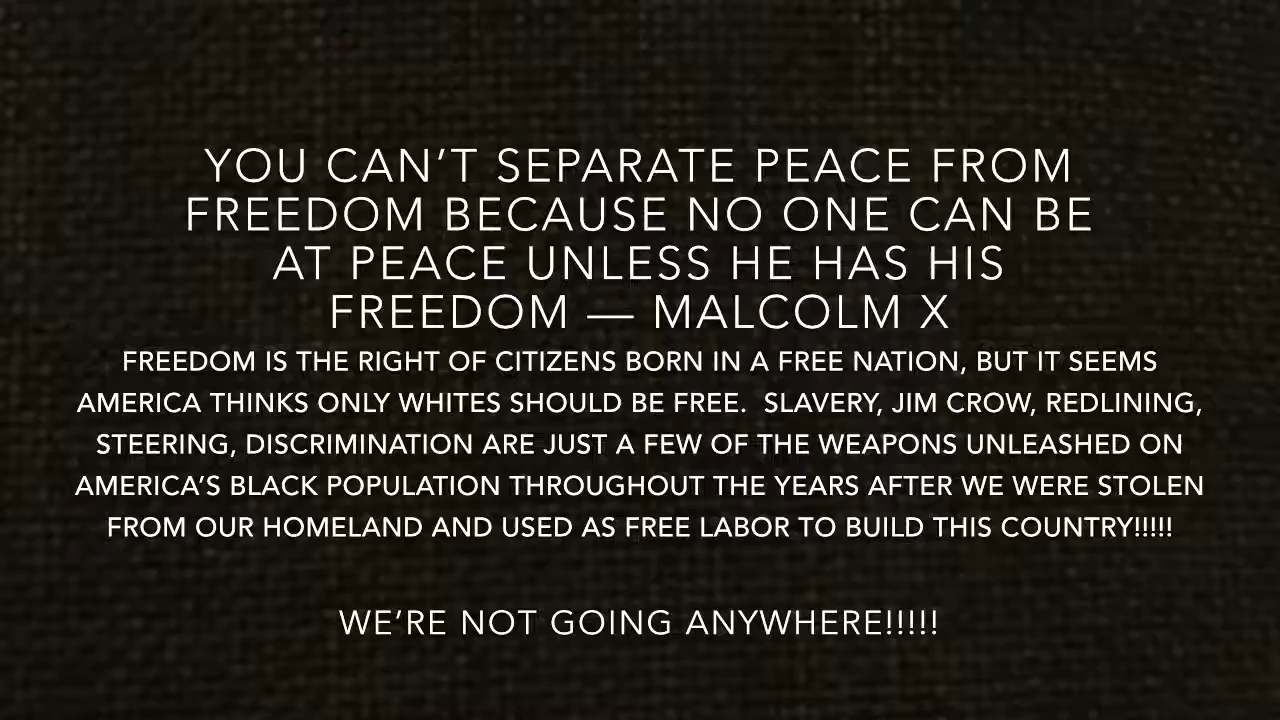 YOU CAN’T SEPARATE PEACE FROM
FREEDOM BECAUSE NO ONE CAN BE
AT PEACE UNLESS HE HAS HIS
FREEDOM — MALCOLM X
FREEDOM IS THE RIGHT OF CITIZENS BORN IN A FREE NATION, BUT IT SEEMS
AMERICA THINKS ONLY WHITES SHOULD BE FREE.  SLAVERY, JIM CROW, REDLINING,
STEERING, DISCRIMINATION ARE JUST A FEW OF THE WEAPONS UNLEASHED ON
AMERICA’S BLACK POPULATION THROUGHOUT THE YEARS AFTER WE WERE STOLEN
FROM OUR HOMELAND AND USED AS FREE LABOR TO BUILD THIS COUNTRY!!!!!
WE’RE NOT GOING ANYWHERE!!!!!